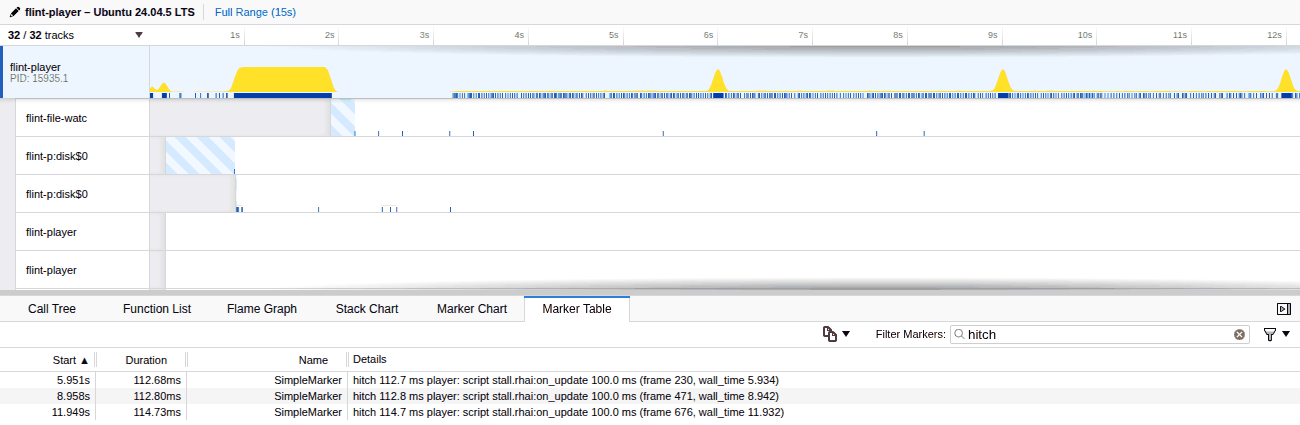 flint-player – Ubuntu 24.04.5 LTS Full Range (15s)
32 / 32 tracks 1s 2s 3s 4s 5s 6s 7s 8s 9s 10s 11s 12s
flint-player
PID: 15935.1
flint-file-watc
flint-p:disk$0
flint-p:disk$0
flint-player
flint-player
Call Tree Function List Flame Graph Stack Chart Marker Chart Marker Table
Filter Markers: hitch
Start ▲ Duration Name Details
5.951s 112.68ms SimpleMarker hitch 112.7 ms player: script stall.rhai:on_update 100.0 ms (frame 230, wall_time 5.934)
8.958s 112.80ms SimpleMarker hitch 112.8 ms player: script stall.rhai:on_update 100.0 ms (frame 471, wall_time 8.942)
11.949s 114.73ms SimpleMarker hitch 114.7 ms player: script stall.rhai:on_update 100.0 ms (frame 676, wall_time 11.932)